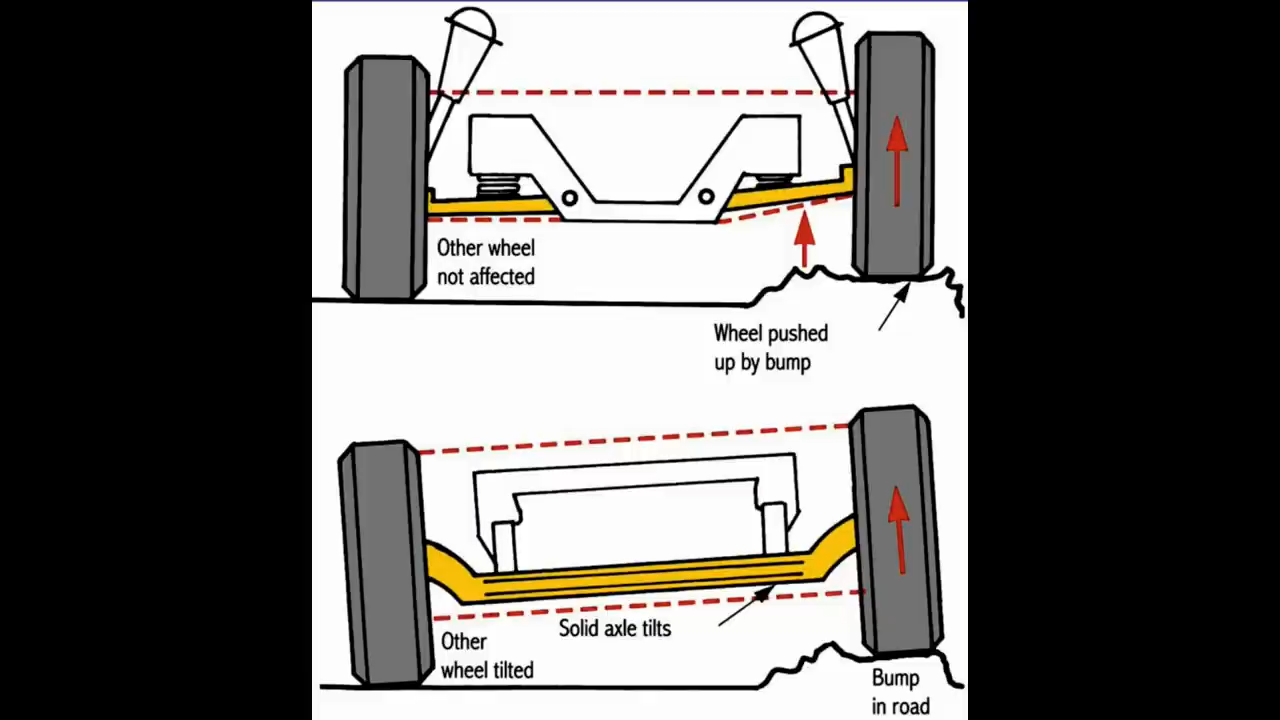 Other wheel
not affected
Wheel pushed
up by bump
Solid axle tilts
Other
wheel tilted
Bump
in road